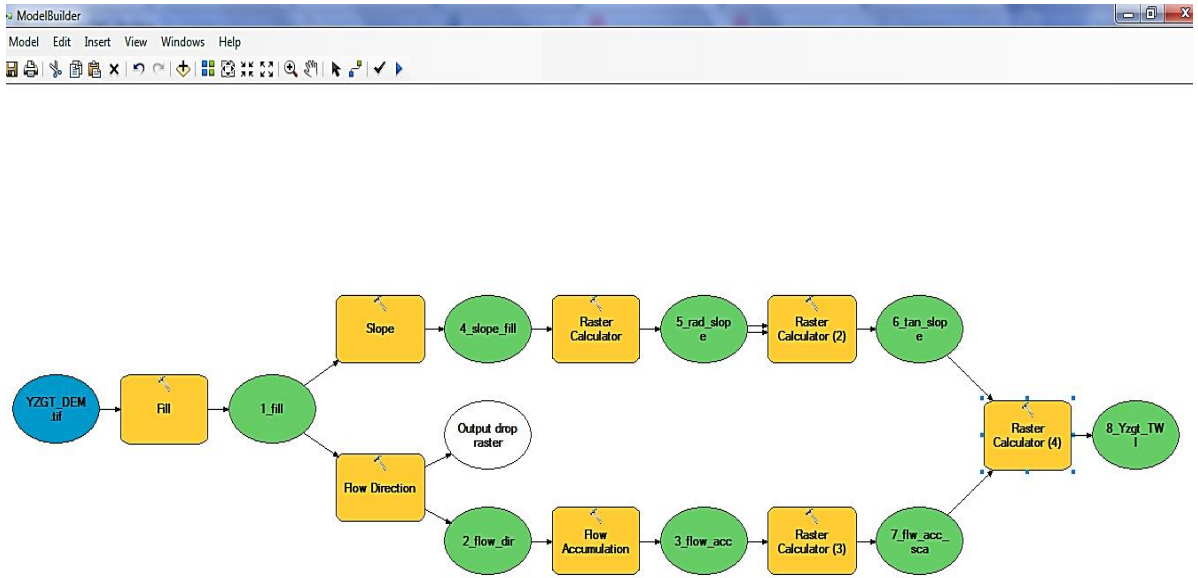 ModelBuilder
Model Edit Insert View Windows Help
Slope
4_slope_fill
Raster
Calculator
5_rad_slop
e
Raster
Calculator (2)
6_tan_slop
e
YZGT_DEM
.tif
Fill
1_fill
Output drop
raster
Raster
Calculator (4)
8_Yzgt_TW
I
Flow Direction
2_flow_dir
Flow
Accumulation
3_flow_acc
Raster
Calculator (3)
7_flw_acc_
sca